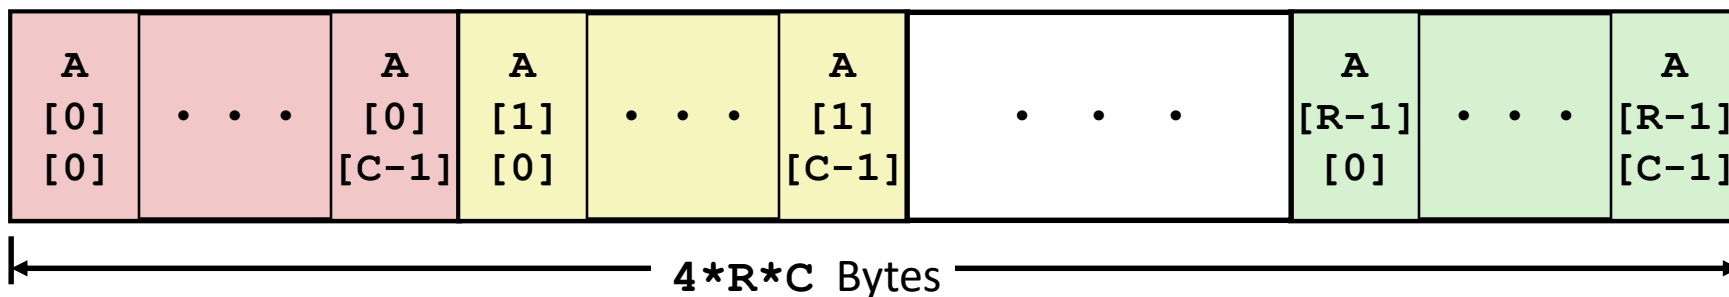 A A A A A A
[0] • • • [0] [1] • • • [1] • • • [R-1] • • • [R-1]
[0] [C-1] [0] [C-1] [0] [C-1]
4*R*C Bytes